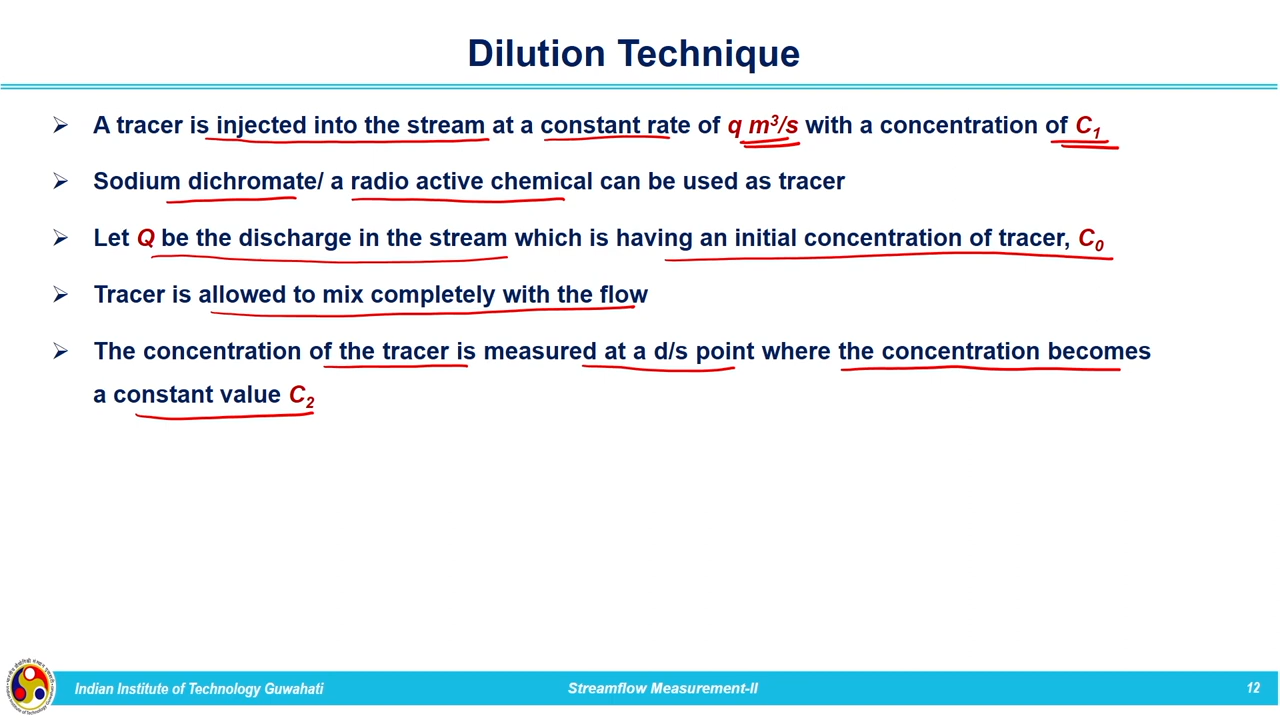 Dilution Technique
➢ A tracer is injected into the stream at a constant rate of q m³/s with a concentration of C₁
➢ Sodium dichromate/ a radio active chemical can be used as tracer
➢ Let Q be the discharge in the stream which is having an initial concentration of tracer, C₀
➢ Tracer is allowed to mix completely with the flow
➢ The concentration of the tracer is measured at a d/s point where the concentration becomes
a constant value C₂
Indian Institute of Technology Guwahati
Streamflow Measurement-II
12